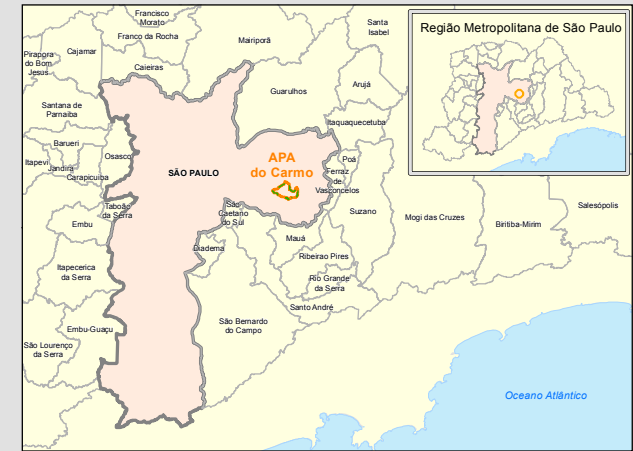 Francisco
Morato
Franco da Rocha
Mairiporã
Santa
Isabel
Região Metropolitana de São Paulo
Pirapora
do Bom
Jesus
Cajamar
Caieiras
Guarulhos
Arujá
Santana de
Parnaíba
Itaquaquecetuba
Barueri
Osasco
Itapevi
Jandira
Carapicuiba
SÃO PAULO
APA
do Carmo
Poá
Ferraz
de
Vasconcelos
Suzano
Mogi das Cruzes
Biritiba-Mirim
Salesópolis
Taboão
da Serra
São
Caetano
do Sul
Embu
Diadema
Mauá
Ribeirao Pires
Itapecerica
da Serra
Rio Grande
da Serra
Santo André
São Bernardo
do Campo
Embu-Guaçu
São Lourenço
da Serra
Oceano Atlântico
Oceano Atlântico